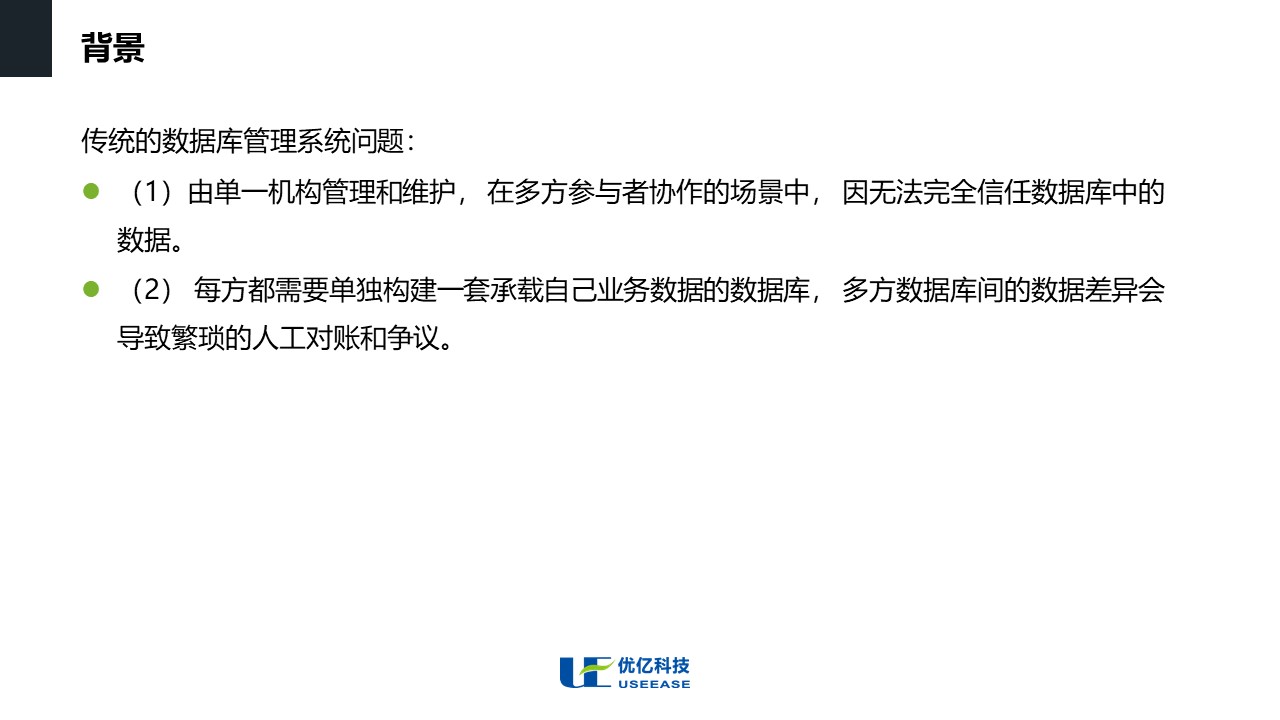 背景
传统的数据库管理系统问题：
（1）由单一机构管理和维护， 在多方参与者协作的场景中， 因无法完全信任数据库中的
数据。
（2） 每方都需要单独构建一套承载自己业务数据的数据库， 多方数据库间的数据差异会
导致繁琐的人工对账和争议。
UE 优亿科技
USEEASE